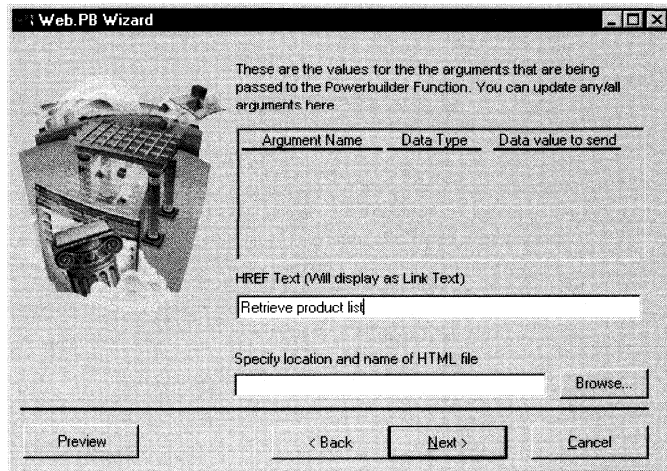 Web.PB Wizard
These are the values for the the arguments that are being
passed to the Powerbuilder Function. You can update any/all
arguments here
Argument Name Data Type Data value to send
HREF Text (Will display as Link Text)
Retrieve product list
Specify location and name of HTML file
Browse...
Preview < Back Next > Cancel